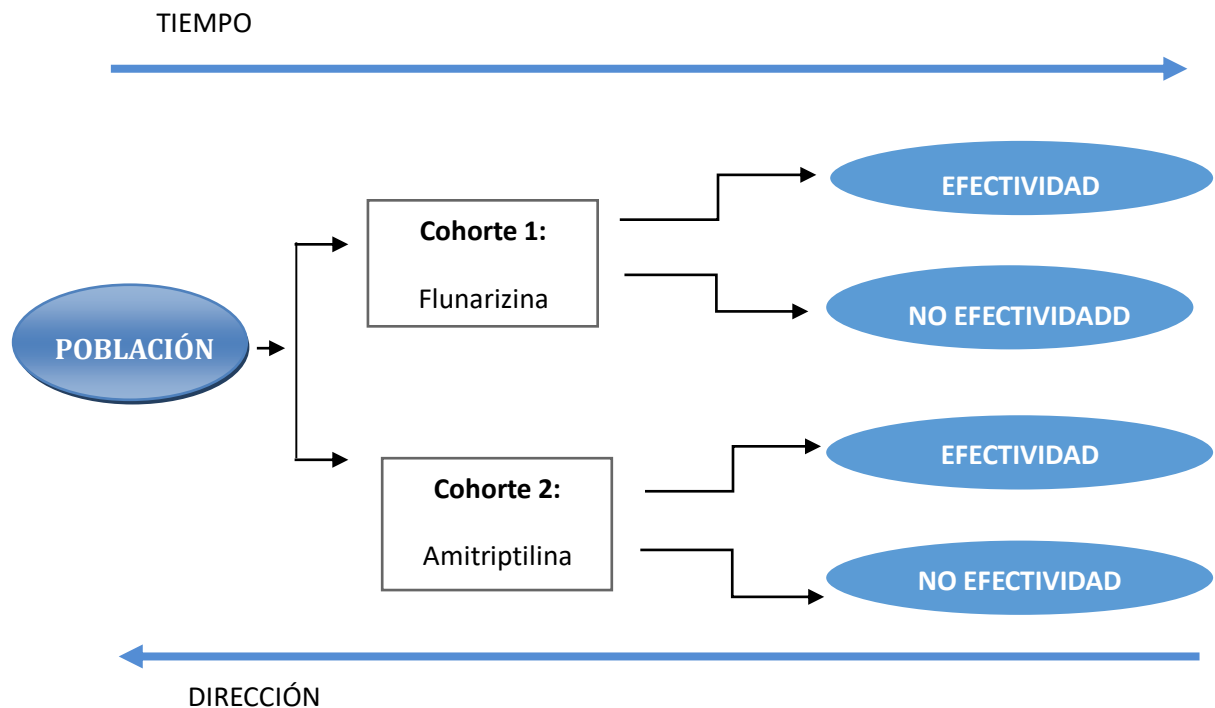 TIEMPO
EFECTIVIDAD
Cohorte 1:
Flunarizina
NO EFECTIVIDADD
POBLACIÓN
EFECTIVIDAD
Cohorte 2:
Amitriptilina
NO EFECTIVIDAD
DIRECCIÓN